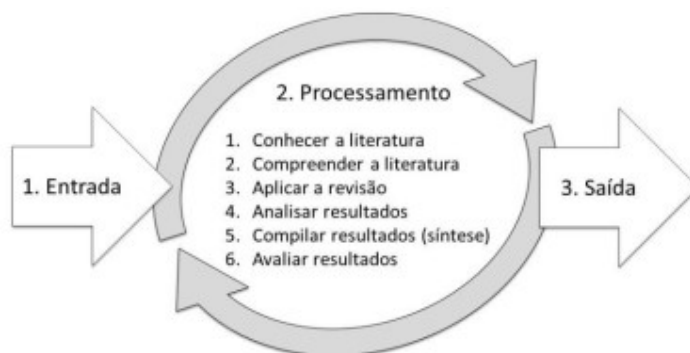 1. Entrada
2. Processamento
1. Conhecer a literatura
2. Compreender a literatura
3. Aplicar a revisão
4. Analisar resultados
5. Compilar resultados (síntese)
6. Avaliar resultados
3. Saída